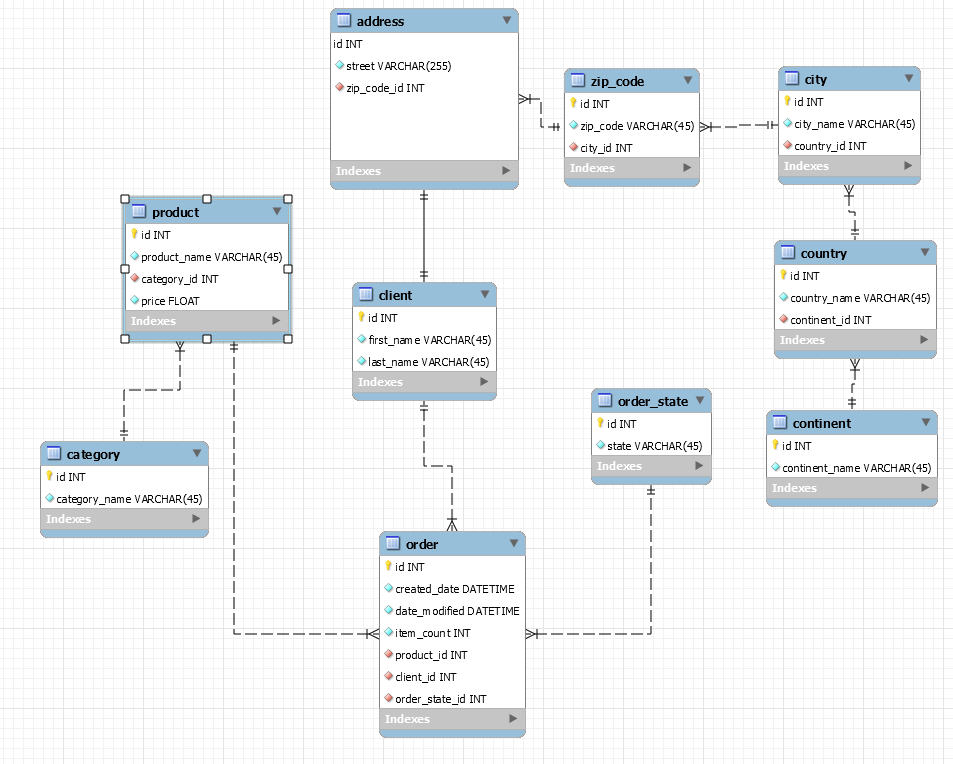 address
id INT
street VARCHAR(255)
zip_code_id INT
Indexes
zip_code
id INT
zip_code VARCHAR(45)
city_id INT
Indexes
city
id INT
city_name VARCHAR(45)
country_id INT
Indexes
product
id INT
product_name VARCHAR(45)
category_id INT
price FLOAT
Indexes
client
id INT
first_name VARCHAR(45)
last_name VARCHAR(45)
Indexes
country
id INT
country_name VARCHAR(45)
continent_id INT
Indexes
order_state
id INT
state VARCHAR(45)
Indexes
continent
id INT
continent_name VARCHAR(45)
Indexes
category
id INT
category_name VARCHAR(45)
Indexes
order
id INT
created_date DATETIME
date_modified DATETIME
item_count INT
product_id INT
client_id INT
order_state_id INT
Indexes